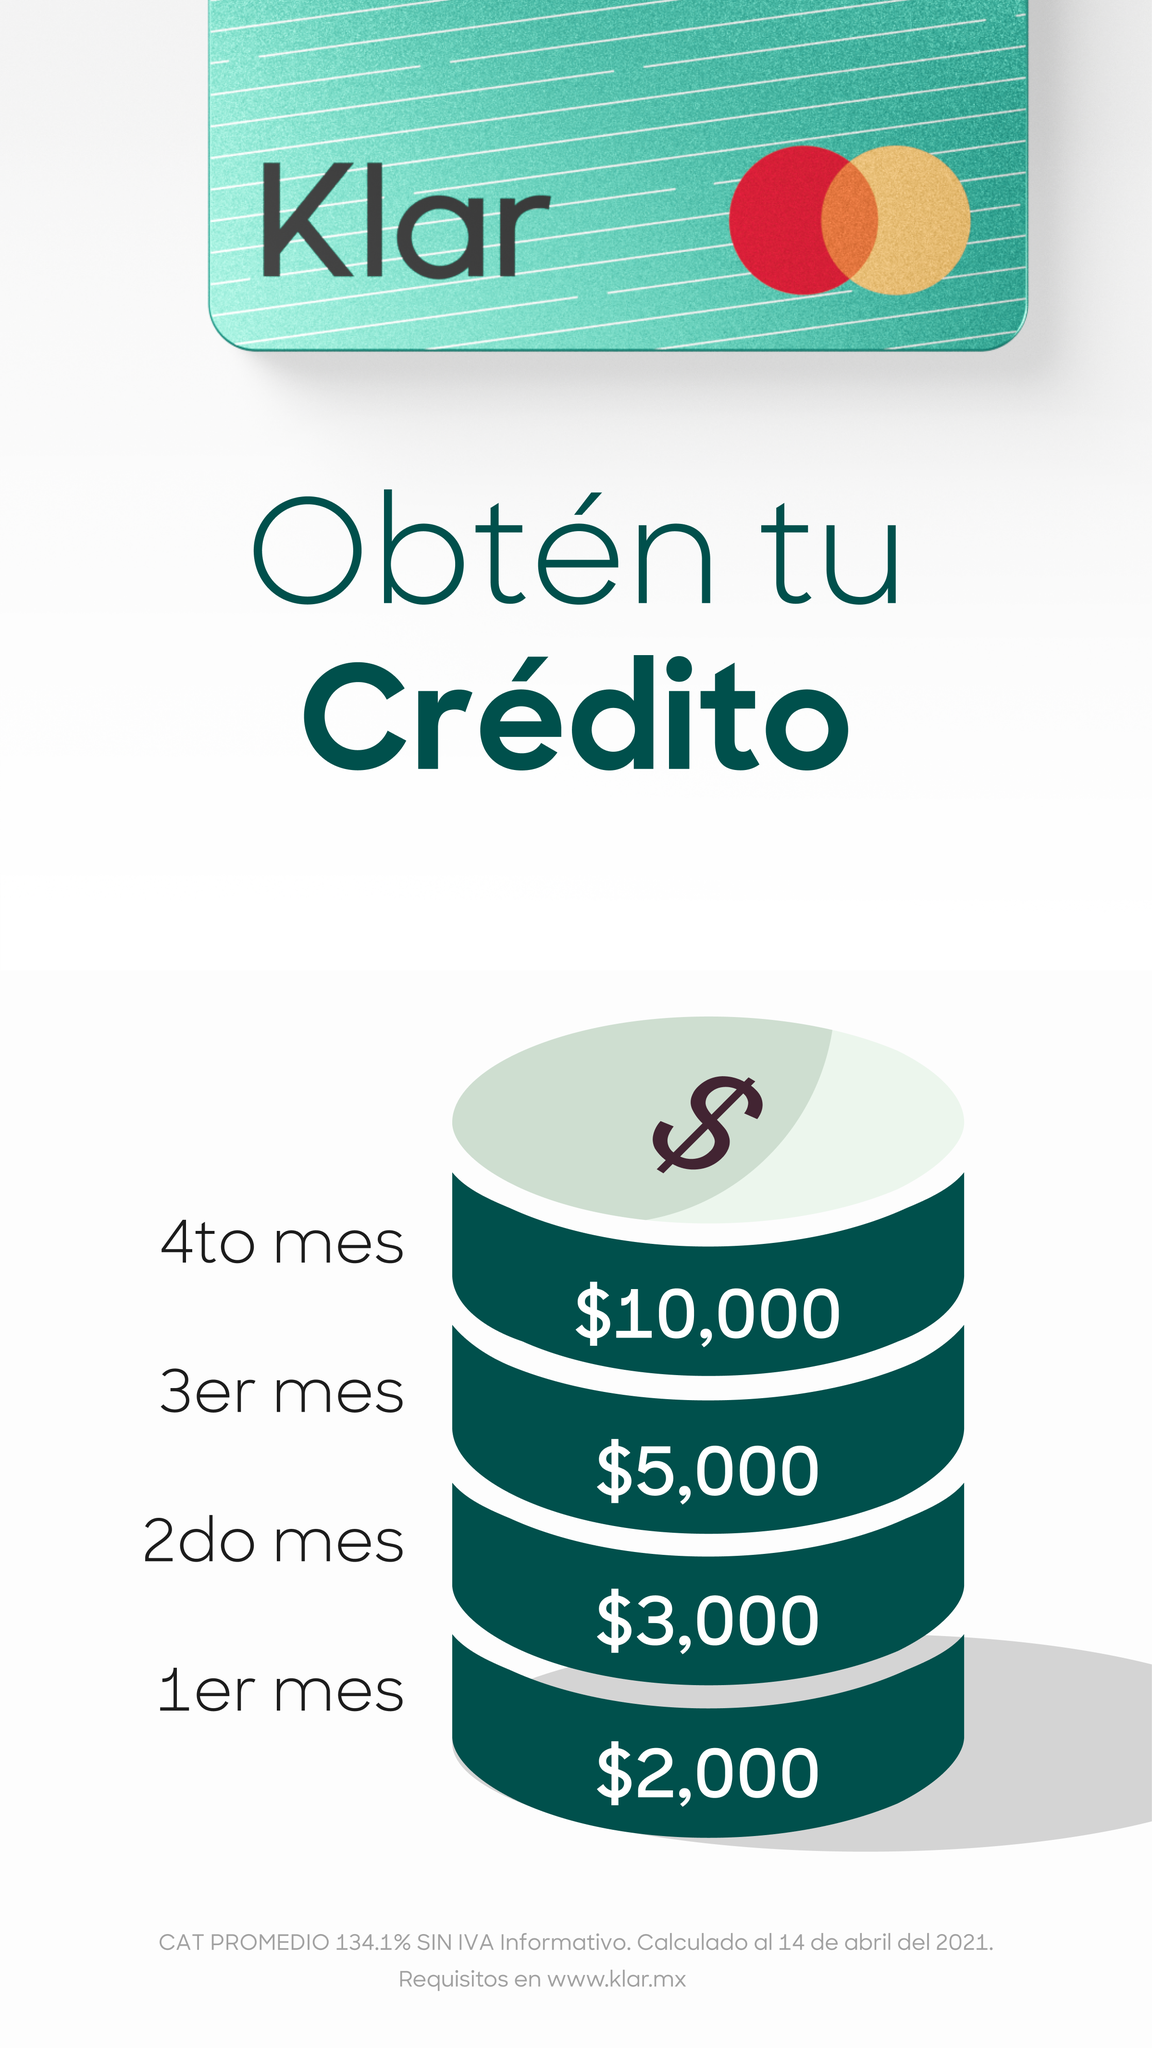 Klar
Obtén tu
Crédito
$
4to mes
$10,000
3er mes
$5,000
2do mes
$3,000
1er mes
$2,000
CAT PROMEDIO 134.1% SIN IVA Informativo. Calculado al 14 de abril del 2021.
Requisitos en www.klar.mx